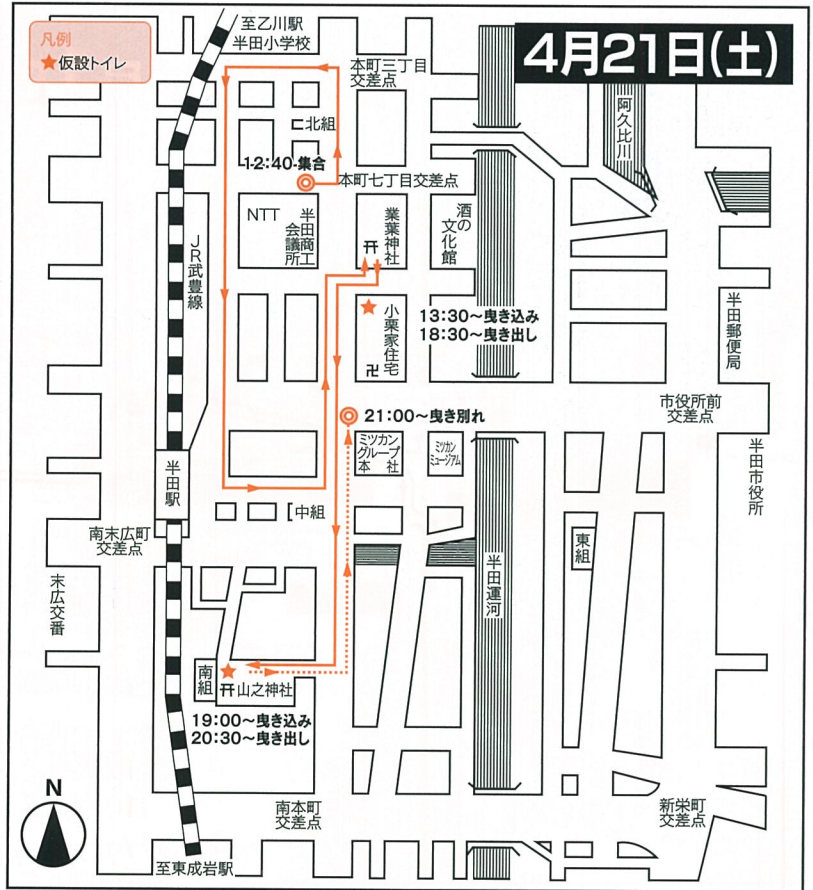 4月21日(土)
凡例
★仮設トイレ
至乙川駅
半田小学校
本町三丁目
交差点
阿久比川
北組
12:40 集合
本町七丁目交差点
NTT
半田商工
会議所
業葉神社
酒の
文化館
JR武豊線
小栗家住宅
卍
13:30~曳き込み
18:30~曳き出し
半田郵便局
市役所前
交差点
21:00~曳き別れ
ミツカン
グループ
本社
ミツカン
ミュージアム
半田市役所
半田駅
中組
南末広町
交差点
東組
半田運河
末広交番
南組
山之神社
19:00~曳き込み
20:30~曳き出し
N
南本町
交差点
新栄町
交差点
至東成岩駅